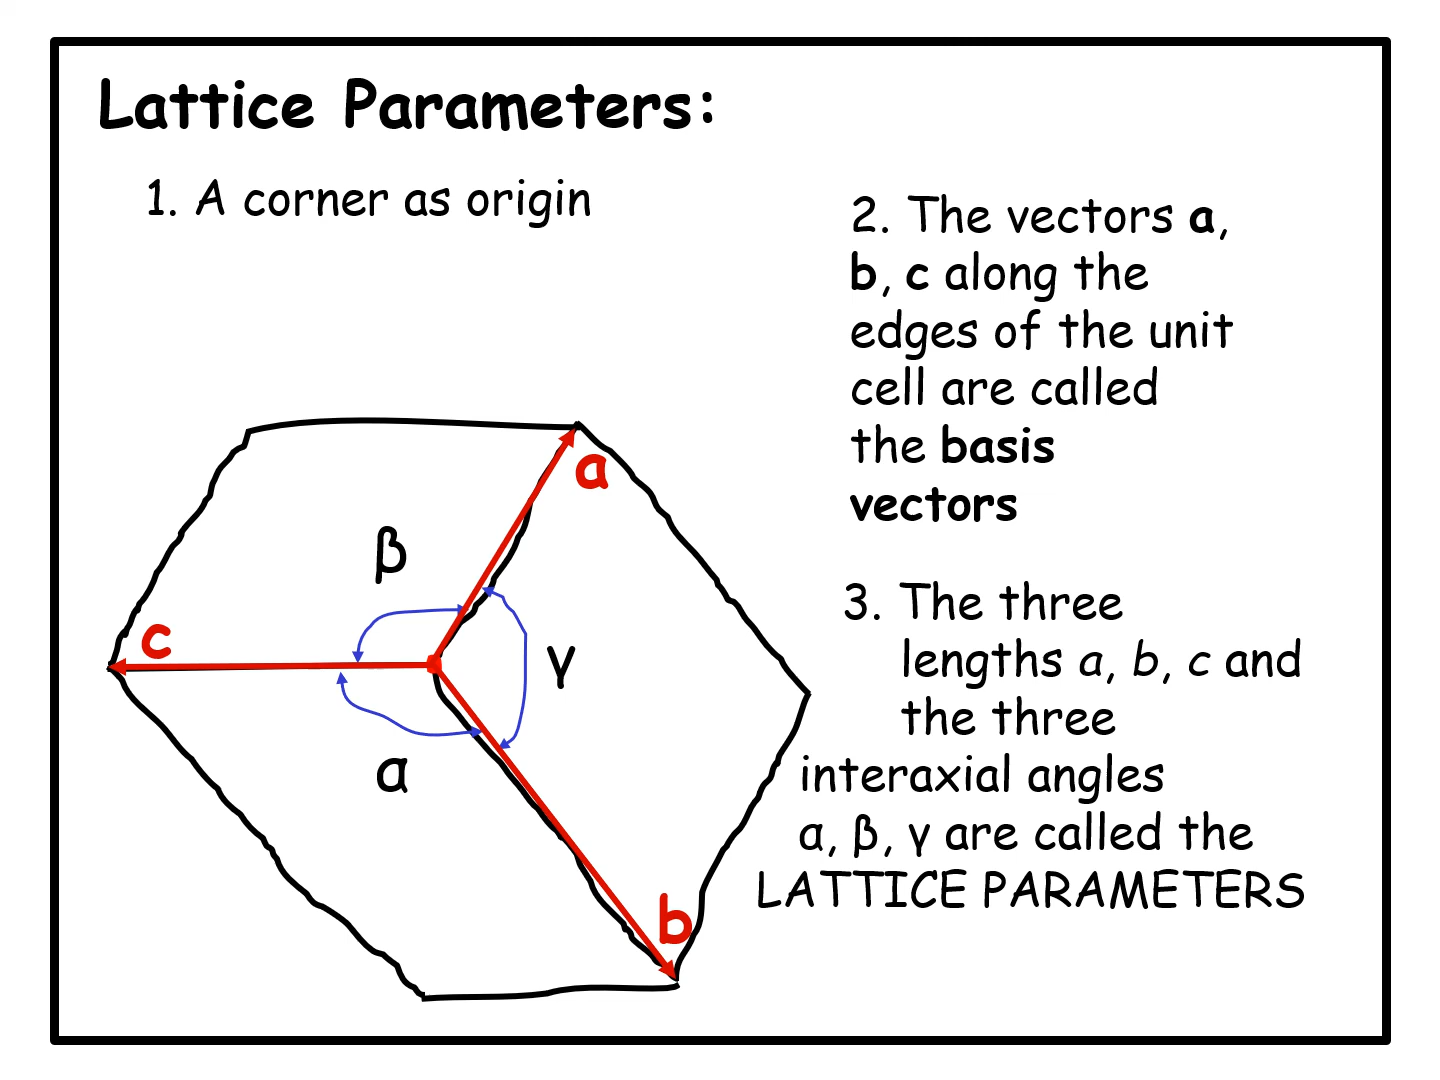 Lattice Parameters:
1. A corner as origin
2. The vectors a,
b, c along the
edges of the unit
cell are called
the basis
vectors
a
β
c
γ
α
b
3. The three
lengths a, b, c and
the three
interaxial angles
α, β, γ are called the
LATTICE PARAMETERS